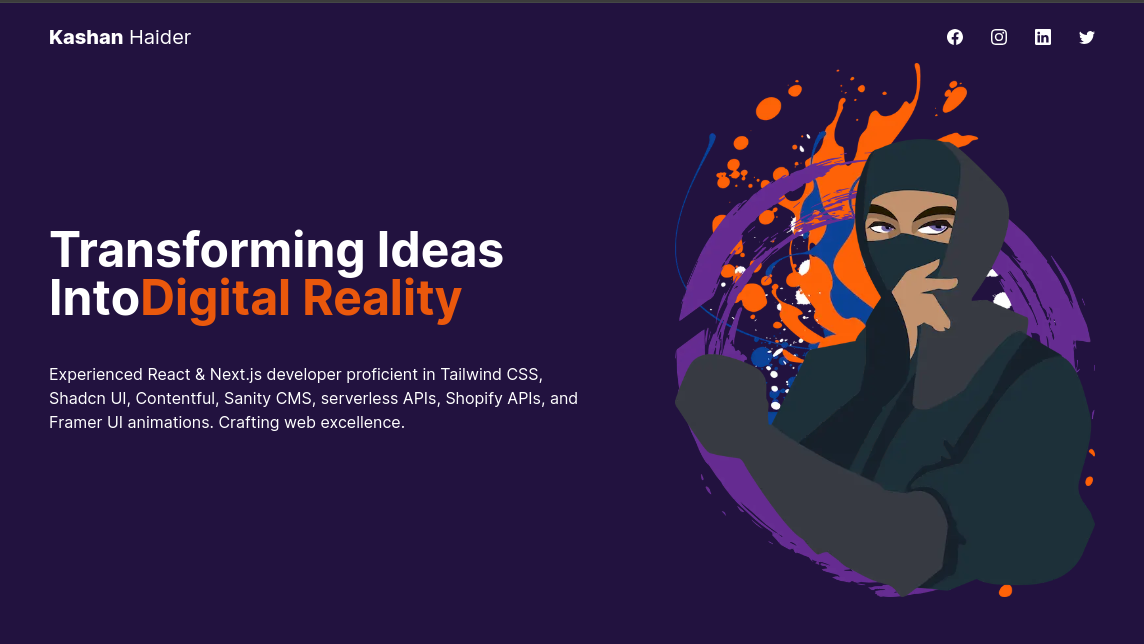 Kashan Haider
Transforming Ideas
IntoDigital Reality
Experienced React & Next.js developer proficient in Tailwind CSS,
Shadcn UI, Contentful, Sanity CMS, serverless APIs, Shopify APIs, and
Framer UI animations. Crafting web excellence.